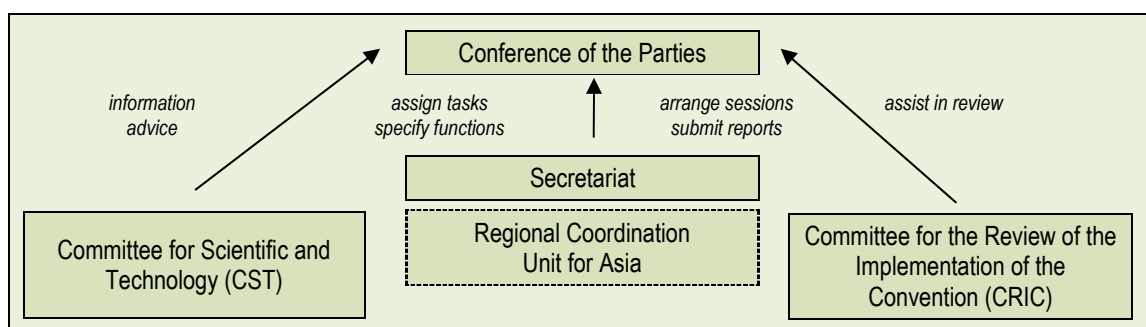 Conference of the Parties
information
advice
assign tasks
specify functions
arrange sessions
submit reports
assist in review
Secretariat
Regional Coordination
Unit for Asia
Committee for Scientific and
Technology (CST)
Committee for the Review of the
Implementation of the
Convention (CRIC)